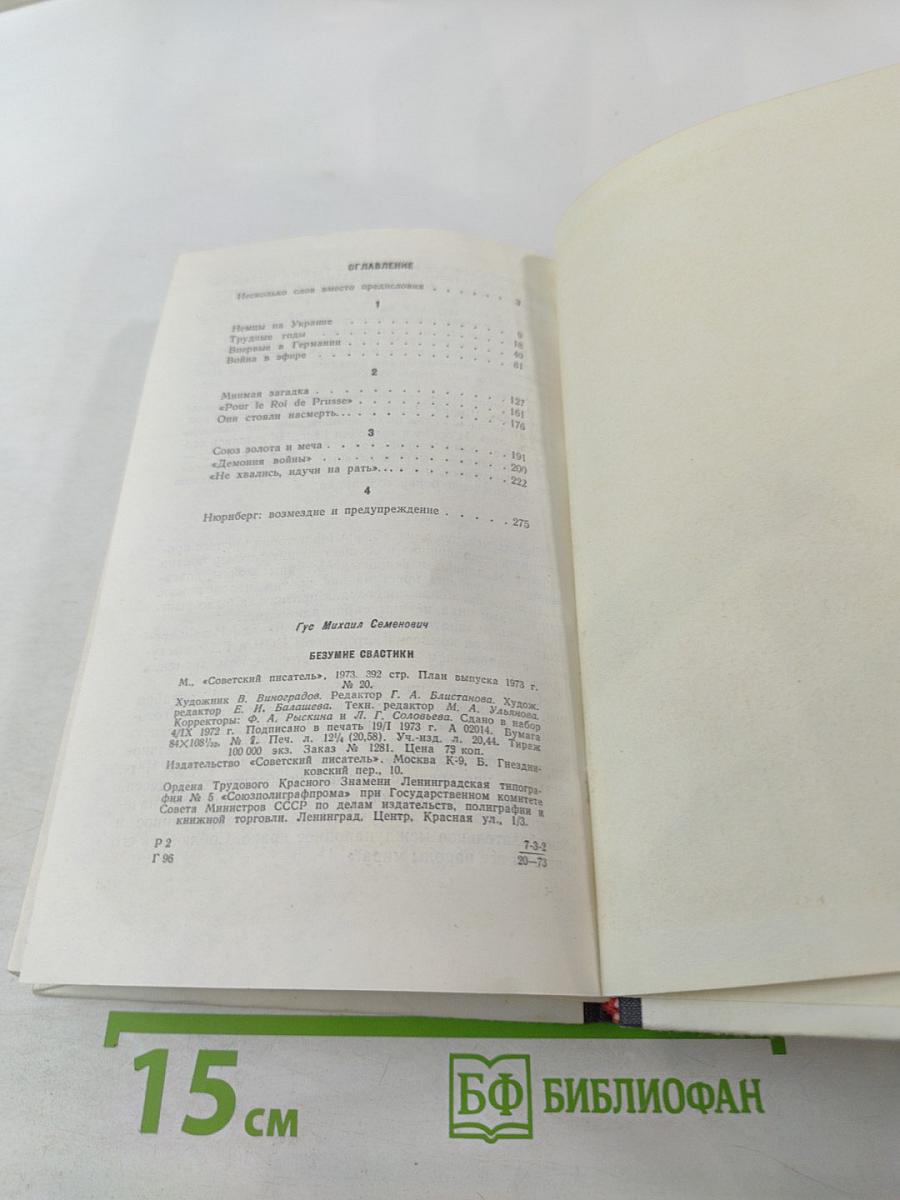 ОГЛАВЛЕНИЕ
Несколько слов вместо предисловия . . . . . . 3
1
Немцы на Украине . . . . . . . . . . . 9
Трудные годы . . . . . . . . . . . . 18
Впервые в Германии . . . . . . . . . . . 40
Война в эфире . . . . . . . . . . . . 61
2
Мнимая загадка . . . . . . . . . . . . 127
«Pour le Roi de Prusse» . . . . . . . . . . 161
Они стояли насмерть... . . . . . . . . . . 176
3
Союз золота и меча . . . . . . . . . . . 191
«Демония войны» . . . . . . . . . . . 200
«Не хвались, идучи на рать»... . . . . . . . 222
4
Нюрнберг: возмездие и предупреждение . . . . . 275
Гус Михаил Семенович
БЕЗУМИЕ СВАСТИКИ
М., «Советский писатель», 1973. 392 стр. План выпуска 1973 г.
№ 20.
Художник В. Виноградов. Редактор Г. А. Блистанова. Худож.
редактор Е. И. Балашева. Техн. редактор М. А. Ульянова.
Корректоры: Ф. А. Рыскина и Л. Г. Соловьева. Сдано в набор
4/IX 1972 г. Подписано в печать 19/I 1973 г. А 02014. Бумага
84×108 1/32, № 2. Печ. л. 12 1/4 (20,58). Уч.-изд. л. 20,44. Тираж
100 000 экз. Заказ № 1281. Цена 73 коп.
Издательство «Советский писатель». Москва К-9, Б. Гнездни-
ковский пер., 10.
Ордена Трудового Красного Знамени Ленинградская типогра-
фия № 5 «Союзполиграфпрома» при Государственном комитете
Совета Министров СССР по делам издательств, полиграфии и
книжной торговли. Ленинград, Центр, Красная ул., 1/3.
Р 2 7-3-2
Г 96 20—73
15 см
БФ БИБЛИОФАН